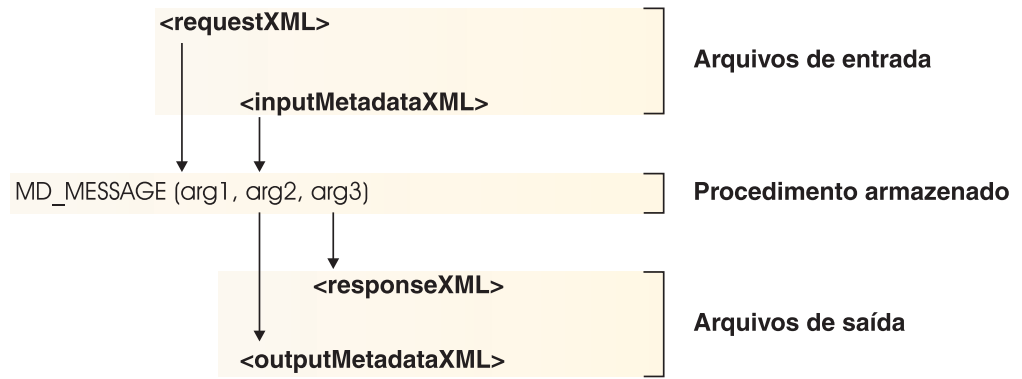 <requestXML>
Arquivos de entrada
<inputMetadataXML>
MD_MESSAGE (arg1, arg2, arg3)
Procedimento armazenado
<responseXML>
Arquivos de saída
<outputMetadataXML>